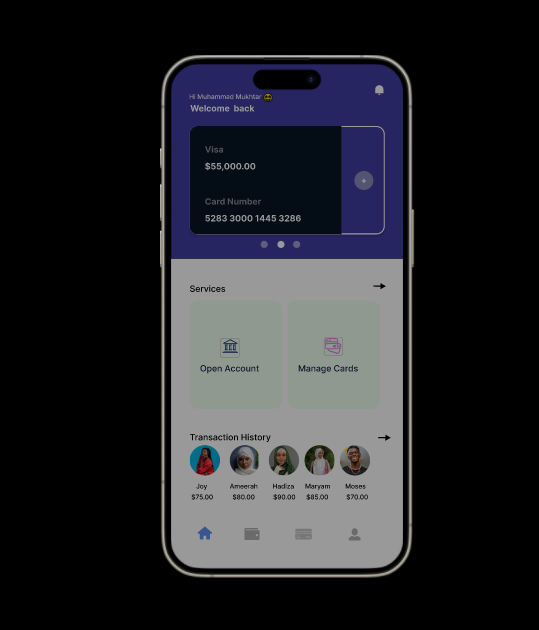 Hi Muhammad Mukhtar
Welcome back
Visa
$55,000.00
Card Number
5283 3000 1445 3286
+
Services
Open Account
Manage Cards
Transaction History
Joy
Ameerah
Hadiza
Maryam
Moses
$75.00
$80.00
$90.00
$85.00
$70.00